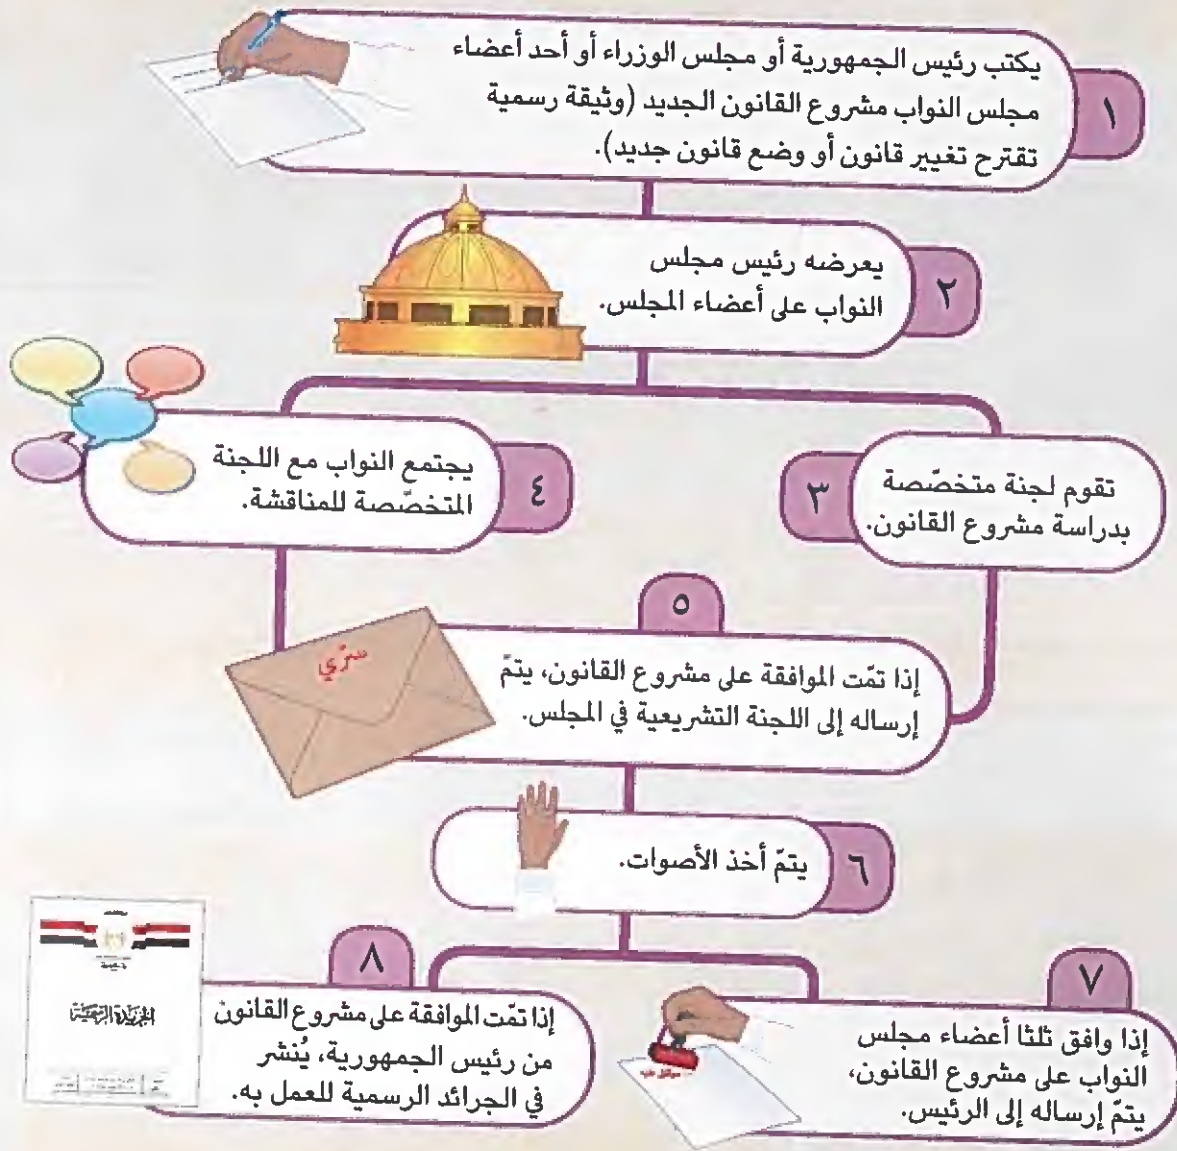 ١
يكتب رئيس الجمهورية أو مجلس الوزراء أو أحد أعضاء
مجلس النواب مشروع القانون الجديد (وثيقة رسمية
تقترح تغيير قانون أو وضع قانون جديد).
٢
يعرضه رئيس مجلس
النواب على أعضاء المجلس.
٣
تقوم لجنة متخصّصة
بدراسة مشروع القانون.
٤
يجتمع النواب مع اللجنة
المتخصّصة للمناقشة.
٥
إذا تمّت الموافقة على مشروع القانون، يتمّ
إرساله إلى اللجنة التشريعية في المجلس.
سرّي
٦
يتمّ أخذ الأصوات.
٧
إذا وافق ثلثا أعضاء مجلس
النواب على مشروع القانون،
يتمّ إرساله إلى الرئيس.
٨
إذا تمّت الموافقة على مشروع القانون
من رئيس الجمهورية، يُنشر
في الجرائد الرسمية للعمل به.
الجريدة الرسمية